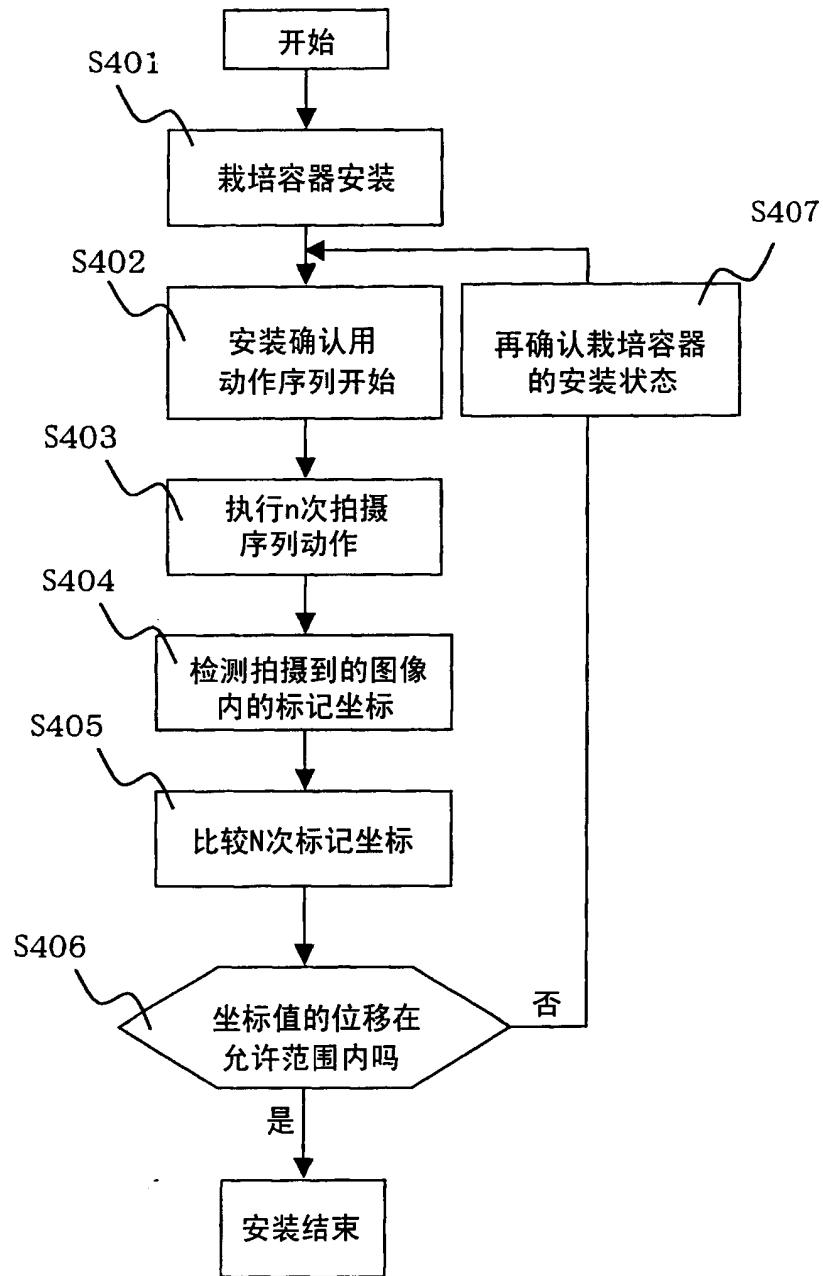 开始
S401
栽培容器安装
S407
S402
安装确认用
动作序列开始
再确认栽培容器
的安装状态
S403
执行n次拍摄
序列动作
S404
检测拍摄到的图像
内的标记坐标
S405
比较N次标记坐标
S406
坐标值的位移在
允许范围内吗
否
是
安装结束